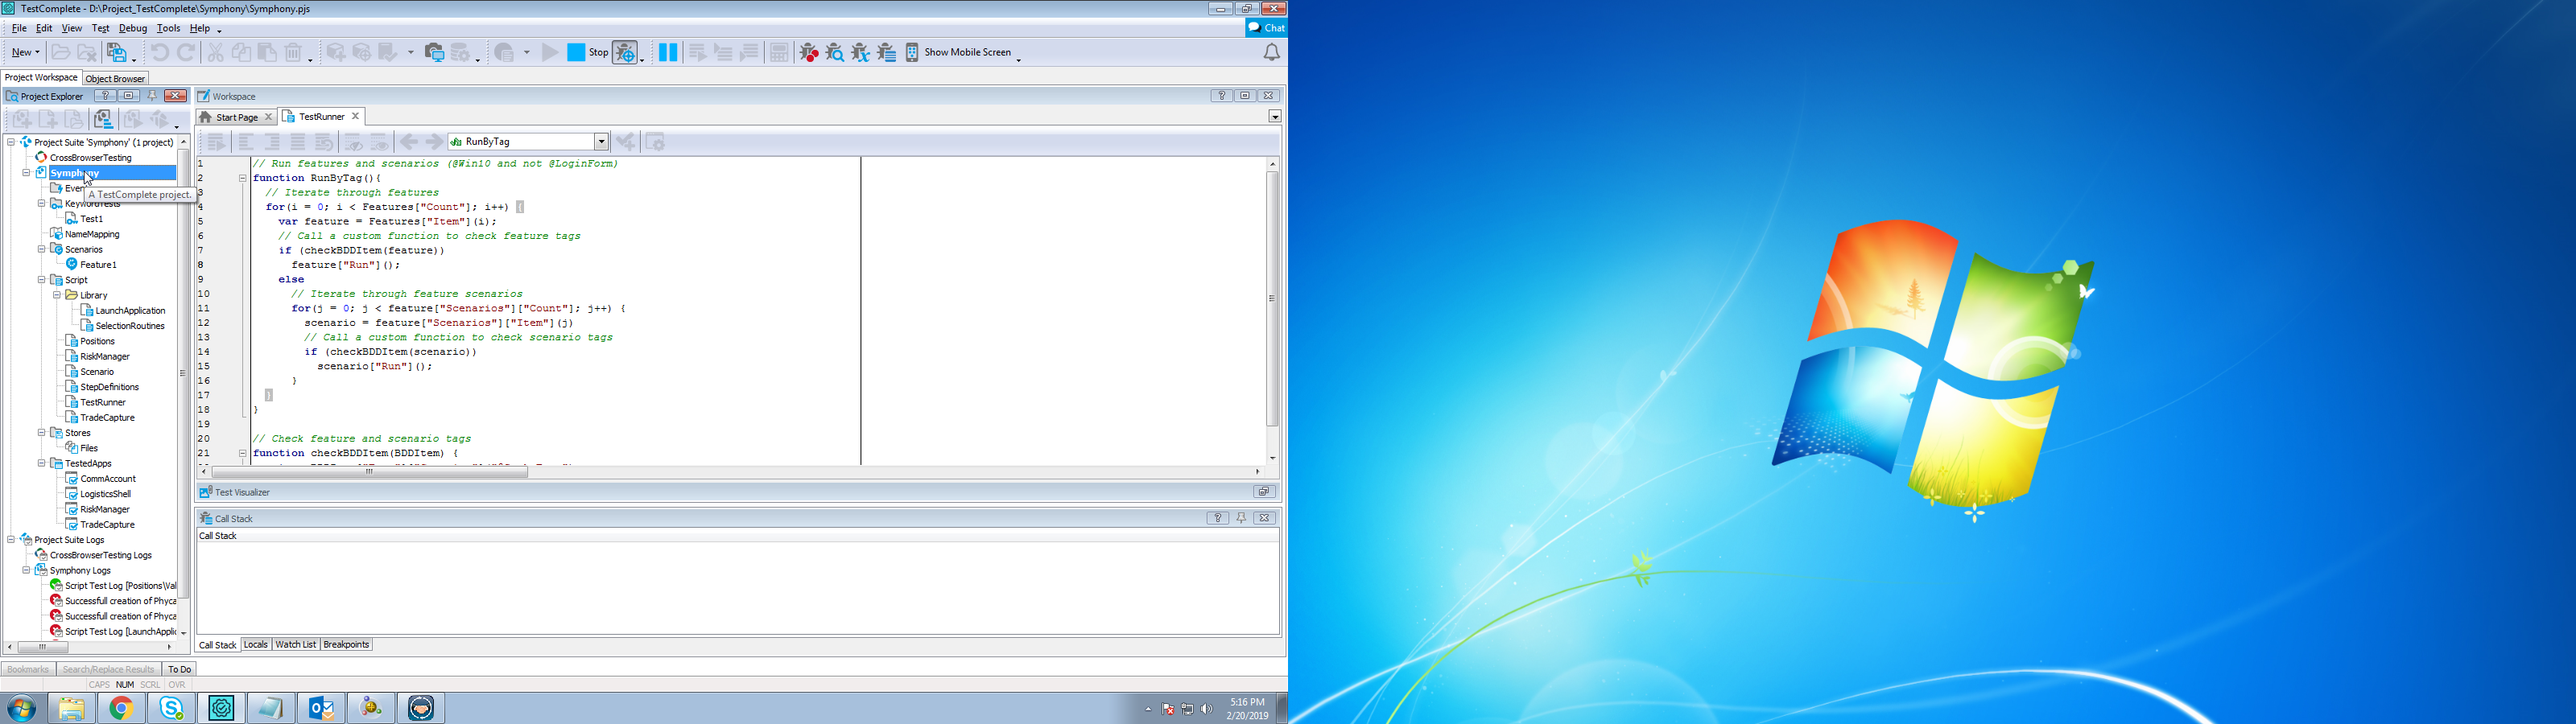 TestComplete - D:\Project_TestComplete\Symphony\Symphony.pjs
File Edit View Test Debug Tools Help
Chat
New
Stop
Show Mobile Screen
Project Workspace Object Browser
Project Explorer
Project Suite 'Symphony' (1 project)
CrossBrowserTesting
Symphony
Even
A TestComplete project.
KeywordTests
Test1
NameMapping
Scenarios
Feature1
Script
Library
LaunchApplication
SelectionRoutines
Positions
RiskManager
Scenario
StepDefinitions
TestRunner
TradeCapture
Stores
Files
TestedApps
CommAccount
LogisticsShell
RiskManager
TradeCapture
Project Suite Logs
CrossBrowserTesting Logs
Symphony Logs
Script Test Log [Positions\Val
Successfull creation of Phyca
Successfull creation of Phyca
Script Test Log [LaunchApplic
Workspace
Start Page
TestRunner
RunByTag
1 // Run features and scenarios (@Win10 and not @LoginForm)
2 function RunByTag(){
3 // Iterate through features
4 for(i = 0; i < Features["Count"]; i++) {
5 var feature = Features["Item"](i);
6 // Call a custom function to check feature tags
7 if (checkBDDItem(feature))
8 feature["Run"]();
9 else
10 // Iterate through feature scenarios
11 for(j = 0; j < feature["Scenarios"]["Count"]; j++) {
12 scenario = feature["Scenarios"]["Item"](j)
13 // Call a custom function to check scenario tags
14 if (checkBDDItem(scenario))
15 scenario["Run"]();
16 }
17 }
18 }
19
20 // Check feature and scenario tags
21 function checkBDDItem(BDDItem) {
Test Visualizer
Call Stack
Call Stack
Call Stack Locals Watch List Breakpoints
Bookmarks Search/Replace Results To Do
CAPS NUM SCRL OVR
5:16 PM
2/20/2019